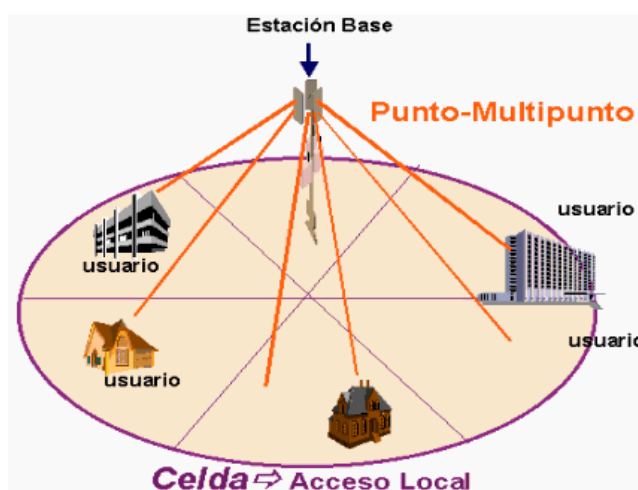 Estación Base
Punto-Multipunto
usuario
usuario
usuario
usuario
Celda⇨ Acceso Local